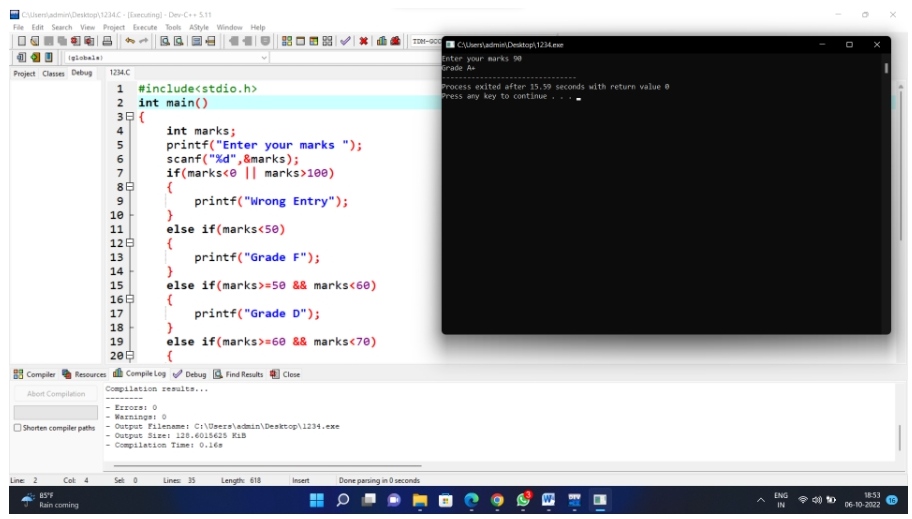 C:\Users\admin\Desktop\1234.C - [Executing] - Dev-C++ 5.11
File Edit Search View Project Execute Tools AStyle Window Help
TDM-GCC
(globals)
Project Classes Debug
1234.C
1 #include<stdio.h>
2 int main()
3 {
4 int marks;
5 printf("Enter your marks ");
6 scanf("%d",&marks);
7 if(marks<0 || marks>100)
8 {
9 printf("Wrong Entry");
10 }
11 else if(marks<50)
12 {
13 printf("Grade F");
14 }
15 else if(marks>=50 && marks<60)
16 {
17 printf("Grade D");
18 }
19 else if(marks>=60 && marks<70)
20 {
C:\Users\admin\Desktop\1234.exe
Enter your marks 90
Grade A+
--------------------------------
Process exited after 15.59 seconds with return value 0
Press any key to continue . . .
Compiler Resources Compile Log Debug Find Results Close
Abort Compilation
Shorten compiler paths
Compilation results...
--------
- Errors: 0
- Warnings: 0
- Output Filename: C:\Users\admin\Desktop\1234.exe
- Output Size: 128.6015625 KiB
- Compilation Time: 0.16s
Line: 2 Col: 4 Sel: 0 Lines: 35 Length: 618 Insert Done parsing in 0 seconds
85°F
Rain coming
ENG
IN
18:53
06-10-2022
16